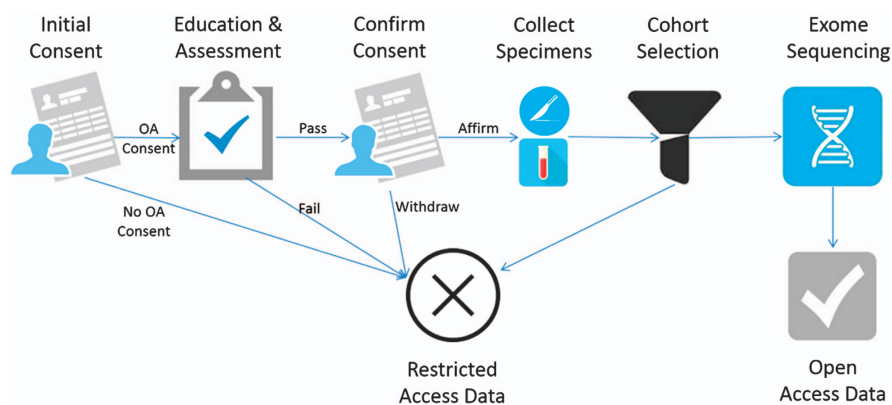 Initial
Consent
Education &
Assessment
Confirm
Consent
Collect
Specimens
Cohort
Selection
Exome
Sequencing
OA
Consent
Pass
Affirm
No OA
Consent
Fail
Withdraw
Restricted
Access Data
Open
Access Data